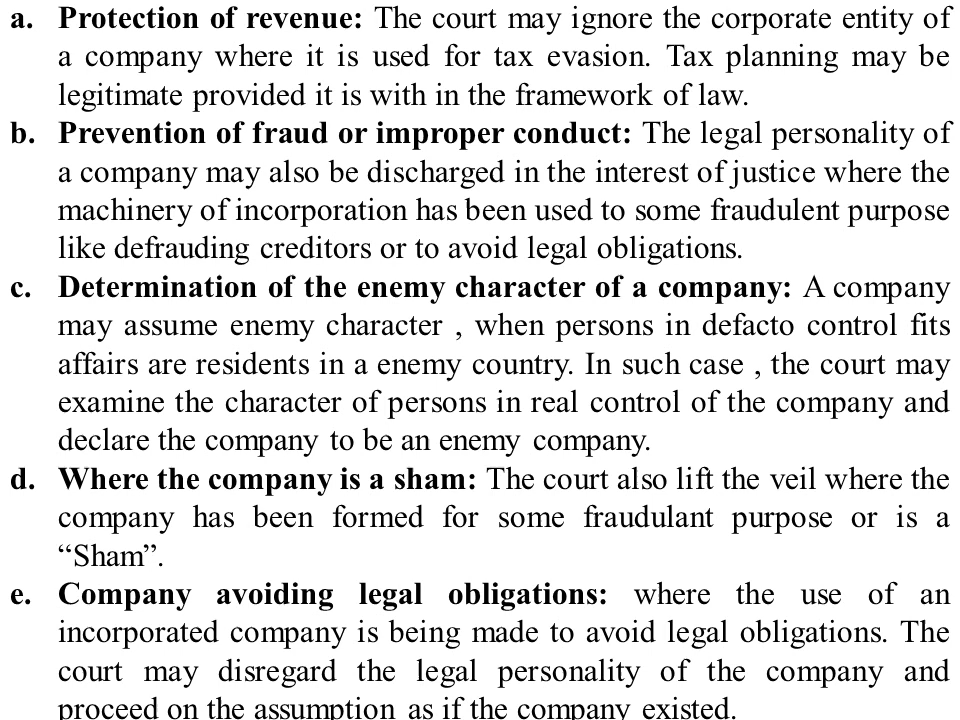 a. Protection of revenue: The court may ignore the corporate entity of
a company where it is used for tax evasion. Tax planning may be
legitimate provided it is with in the framework of law.
b. Prevention of fraud or improper conduct: The legal personality of
a company may also be discharged in the interest of justice where the
machinery of incorporation has been used to some fraudulent purpose
like defrauding creditors or to avoid legal obligations.
c. Determination of the enemy character of a company: A company
may assume enemy character , when persons in defacto control fits
affairs are residents in a enemy country. In such case , the court may
examine the character of persons in real control of the company and
declare the company to be an enemy company.
d. Where the company is a sham: The court also lift the veil where the
company has been formed for some fraudulant purpose or is a
“Sham”.
e. Company avoiding legal obligations: where the use of an
incorporated company is being made to avoid legal obligations. The
court may disregard the legal personality of the company and
proceed on the assumption as if the company existed.